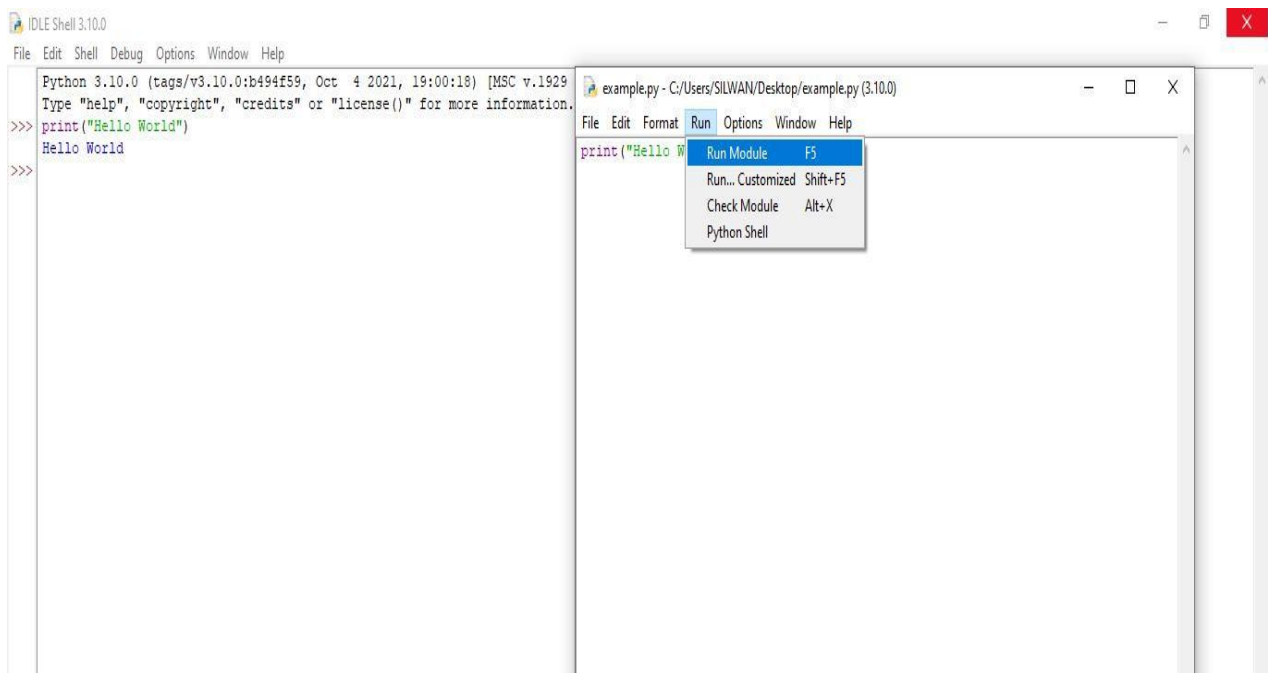 IDLE Shell 3.10.0
File Edit Shell Debug Options Window Help
Python 3.10.0 (tags/v3.10.0:b494f59, Oct 4 2021, 19:00:18) [MSC v.1929
Type "help", "copyright", "credits" or "license()" for more information.
>>> print("Hello World")
Hello World
>>>
example.py - C:/Users/SILWAN/Desktop/example.py (3.10.0)
File Edit Format Run Options Window Help
print("Hello W
Run Module F5
Run... Customized Shift+F5
Check Module Alt+X
Python Shell